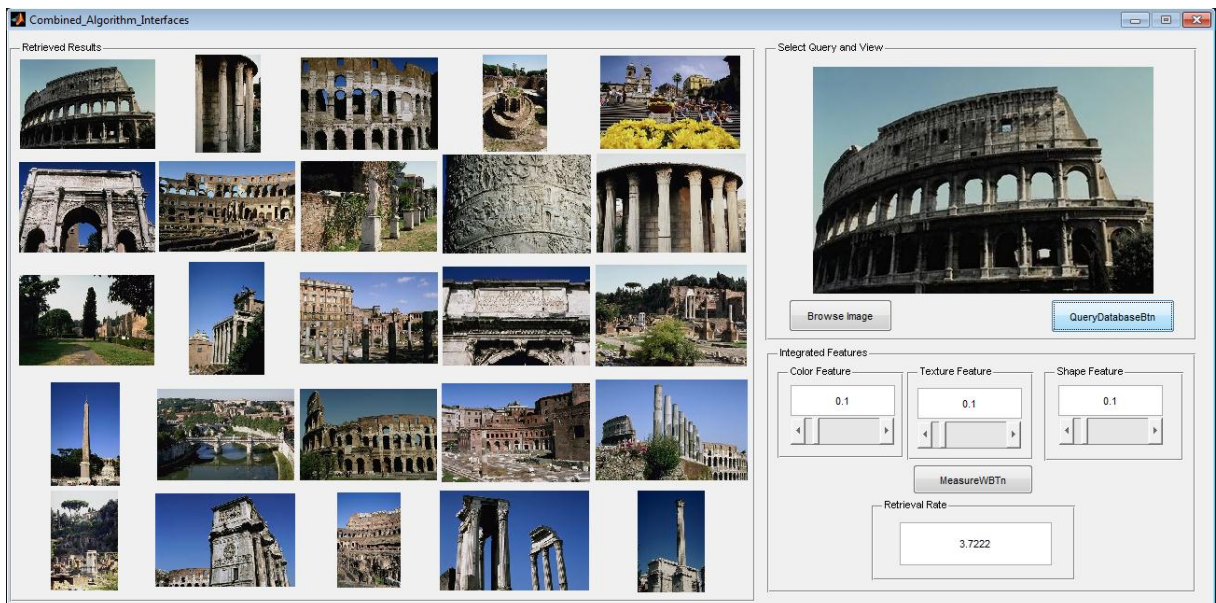 Combined_Algorithm_Interfaces
Retrieved Results
Select Query and View
Browse Image
QueryDatabaseBtn
Integrated Features
Color Feature
Texture Feature
Shape Feature
0.1
0.1
0.1
MeasureWBTn
Retrieval Rate
3.7222